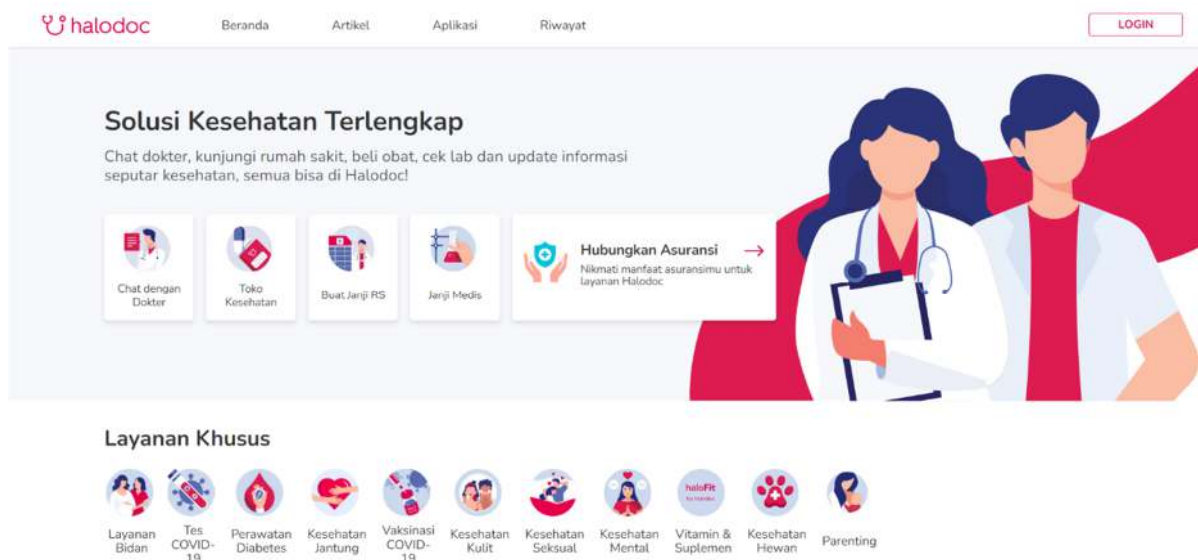 halodoc
Beranda
Artikel
Aplikasi
Riwayat
LOGIN
Solusi Kesehatan Terlengkap
Chat dokter, kunjungi rumah sakit, beli obat, cek lab dan update informasi
seputar kesehatan, semua bisa di Halodoc!
Chat dengan
Dokter
Toko
Kesehatan
Buat Janji RS
Janji Medis
Hubungkan Asuransi
Nikmati manfaat asuransimu untuk
layanan Halodoc
Layanan Khusus
Layanan
Bidan
Tes
COVID-
19
Perawatan
Diabetes
Kesehatan
Jantung
Vaksinasi
COVID-
19
Kesehatan
Kulit
Kesehatan
Seksual
Kesehatan
Mental
haloFit
Vitamin &
Suplemen
Kesehatan
Hewan
Parenting